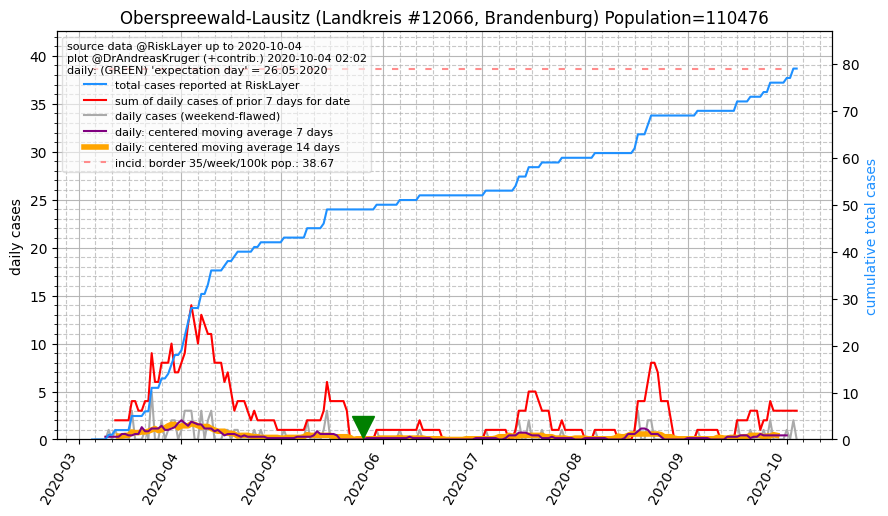 Oberspreewald-Lausitz (Landkreis #12066, Brandenburg) Population=110476
source data @RiskLayer up to 2020-10-04
plot @DrAndreasKruger (+contrib.) 2020-10-04 02:02
daily: (GREEN) 'expectation day' = 26.05.2020
total cases reported at RiskLayer
sum of daily cases of prior 7 days for date
daily cases (weekend-flawed)
daily: centered moving average 7 days
daily: centered moving average 14 days
incid. border 35/week/100k pop.: 38.67
daily cases
40
35
30
25
20
15
10
5
0
80
70
60
50
40
30
20
10
0
cumulative total cases
2020-03
2020-04
2020-05
2020-06
2020-07
2020-08
2020-09
2020-10